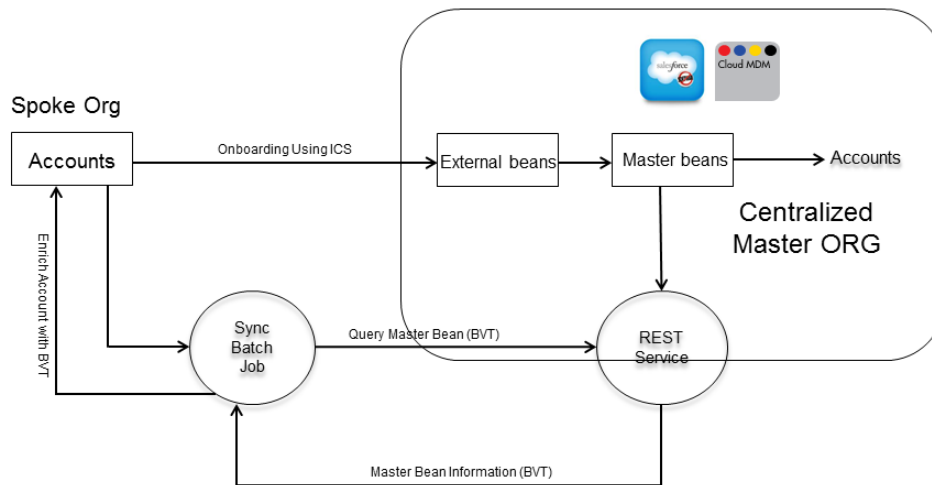 salesforce
Cloud MDM
Spoke Org
Accounts
Onboarding Using ICS
External beans
Master beans
Accounts
Centralized
Master ORG
Enrich Account with BVT
Sync
Batch
Job
Query Master Bean (BVT)
REST
Service
Master Bean Information (BVT)